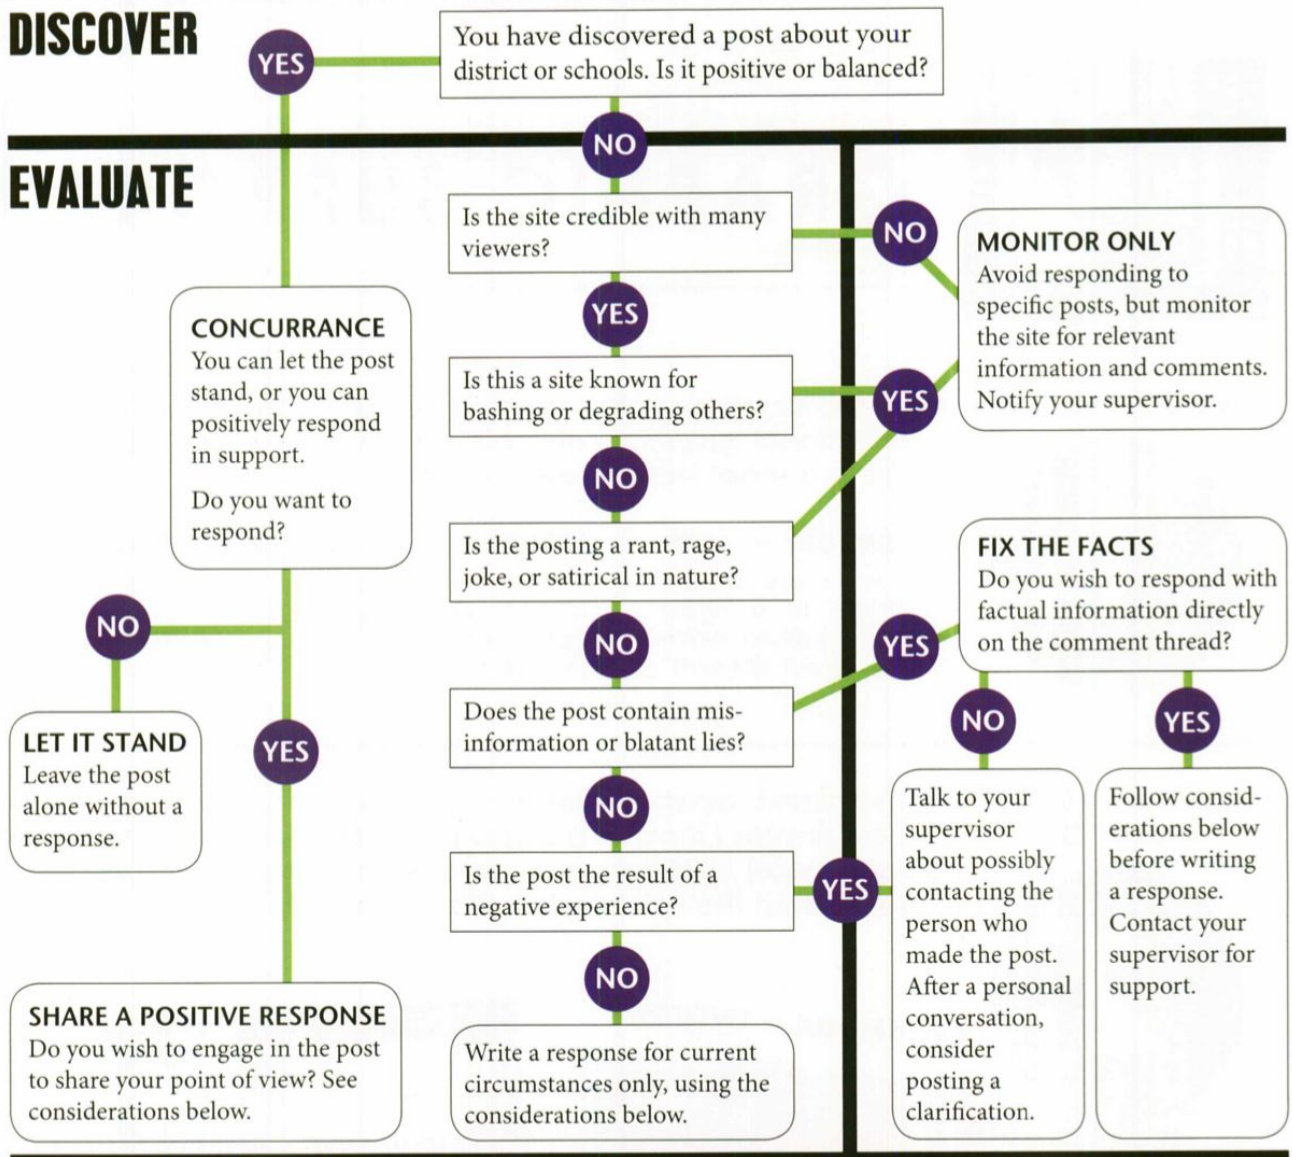 DISCOVER
YES
You have discovered a post about your
district or schools. Is it positive or balanced?
NO
EVALUATE
Is the site credible with many
viewers?
NO
MONITOR ONLY
Avoid responding to
specific posts, but monitor
the site for relevant
information and comments.
Notify your supervisor.
YES
CONCURRANCE
You can let the post
stand, or you can
positively respond
in support.
Do you want to
respond?
Is this a site known for
bashing or degrading others?
YES
NO
Is the posting a rant, rage,
joke, or satirical in nature?
FIX THE FACTS
Do you wish to respond with
factual information directly
on the comment thread?
NO
NO
YES
Does the post contain mis-
information or blatant lies?
NO
YES
LET IT STAND
Leave the post
alone without a
response.
YES
NO
Talk to your
supervisor
about possibly
contacting the
person who
made the post.
After a personal
conversation,
consider
posting a
clarification.
Follow consid-
erations below
before writing
a response.
Contact your
supervisor for
support.
Is the post the result of a
negative experience?
YES
NO
SHARE A POSITIVE RESPONSE
Do you wish to engage in the post
to share your point of view? See
considerations below.
Write a response for current
circumstances only, using the
considerations below.